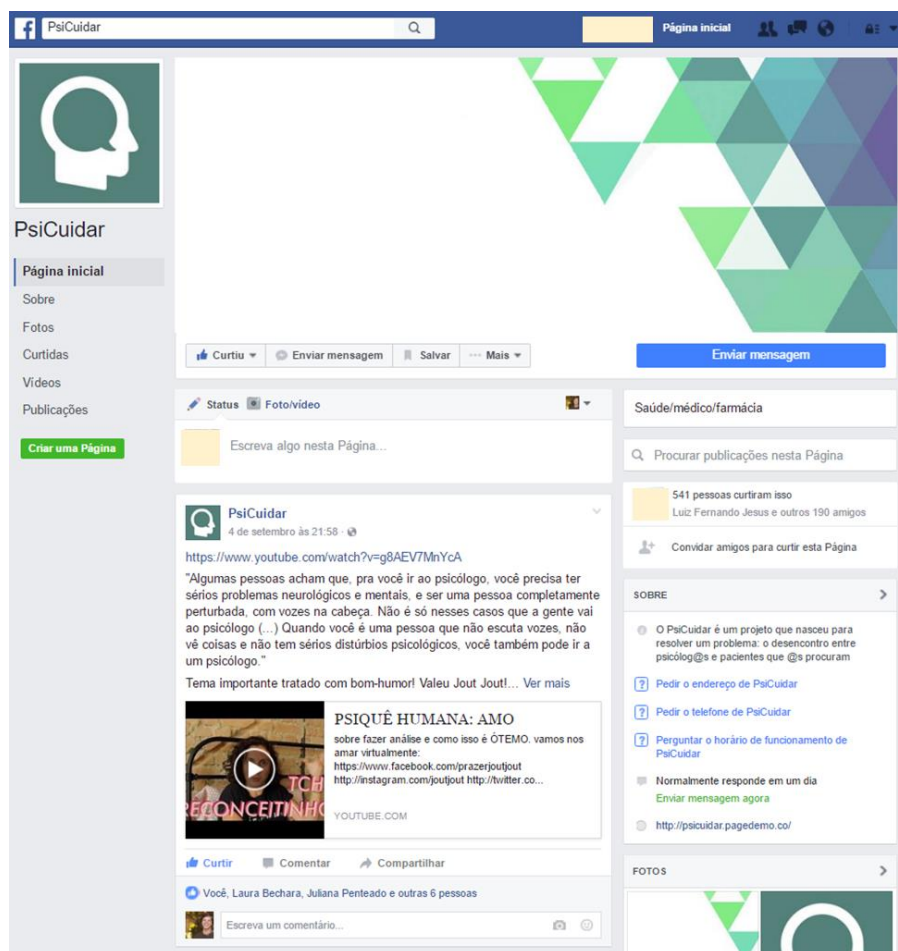 PsiCuidar
Página inicial
PsiCuidar
Página inicial
Sobre
Fotos
Curtidas
Vídeos
Publicações
Criar uma Página
Curtiu
Enviar mensagem
Salvar
Mais
Enviar mensagem
Status Foto/vídeo
Escreva algo nesta Página...
PsiCuidar
4 de setembro às 21:58 ·
https://www.youtube.com/watch?v=g8AEV7MnYcA
"Algumas pessoas acham que, pra você ir ao psicólogo, você precisa ter
sérios problemas neurológicos e mentais, e ser uma pessoa completamente
perturbada, com vozes na cabeça. Não é só nesses casos que a gente vai
ao psicólogo (...) Quando você é uma pessoa que não escuta vozes, não
vê coisas e não tem sérios distúrbios psicológicos, você também pode ir a
um psicólogo."
Tema importante tratado com bom-humor! Valeu Jout Jout!... Ver mais
TCH
RECONCEITINHO
PSIQUÊ HUMANA: AMO
sobre fazer análise e como isso é ÓTEMO. vamos nos
amar virtualmente:
https://www.facebook.com/prazerjoutjout
http://instagram.com/joutjout http://twitter.co...
YOUTUBE.COM
Curtir
Comentar
Compartilhar
Você, Laura Bechara, Juliana Penteado e outras 6 pessoas
Escreva um comentário...
Saúde/médico/farmácia
Procurar publicações nesta Página
541 pessoas curtiram isso
Luiz Fernando Jesus e outros 190 amigos
Convidar amigos para curtir esta Página
SOBRE
O PsiCuidar é um projeto que nasceu para
resolver um problema: o desencontro entre
psicólog@s e pacientes que @s procuram
Pedir o endereço de PsiCuidar
Pedir o telefone de PsiCuidar
Perguntar o horário de funcionamento de
PsiCuidar
Normalmente responde em um dia
Enviar mensagem agora
http://psicuidar.pagedemo.co/
FOTOS